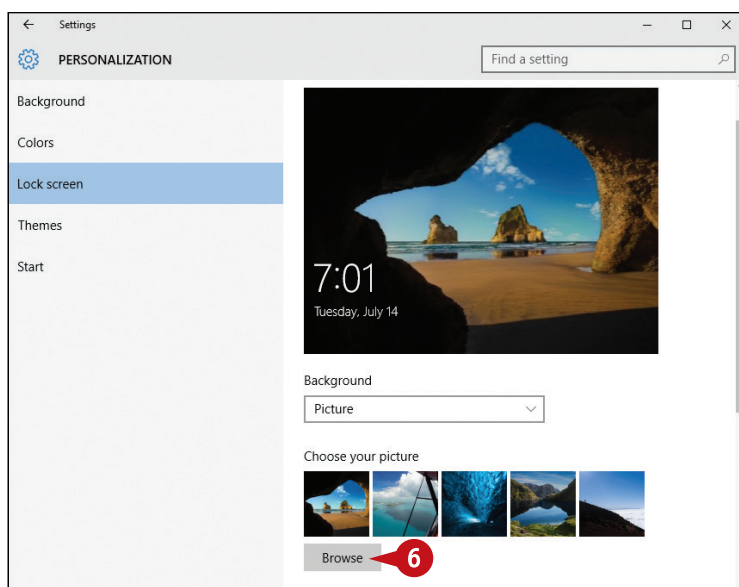 Settings
PERSONALIZATION
Find a setting
Background
Colors
Lock screen
Themes
Start
7:01
Tuesday, July 14
Background
Picture
Choose your picture
Browse
6